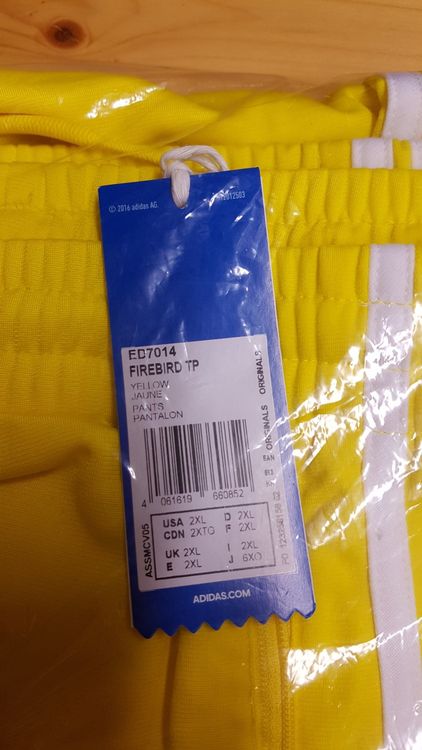 © 2016 adidas AG.
ED7014
FIREBIRD TP
YELLOW
JAUNE
PANTS
PANTALON
ORIGINALS
ORIGINALS
EAN
4 061619 660852
ASSMCV05
USA 2XL D 2XL
CDN 2XTG F 2XL
UK 2XL I 2XL
E 2XL J 6XO
ADIDAS.COM